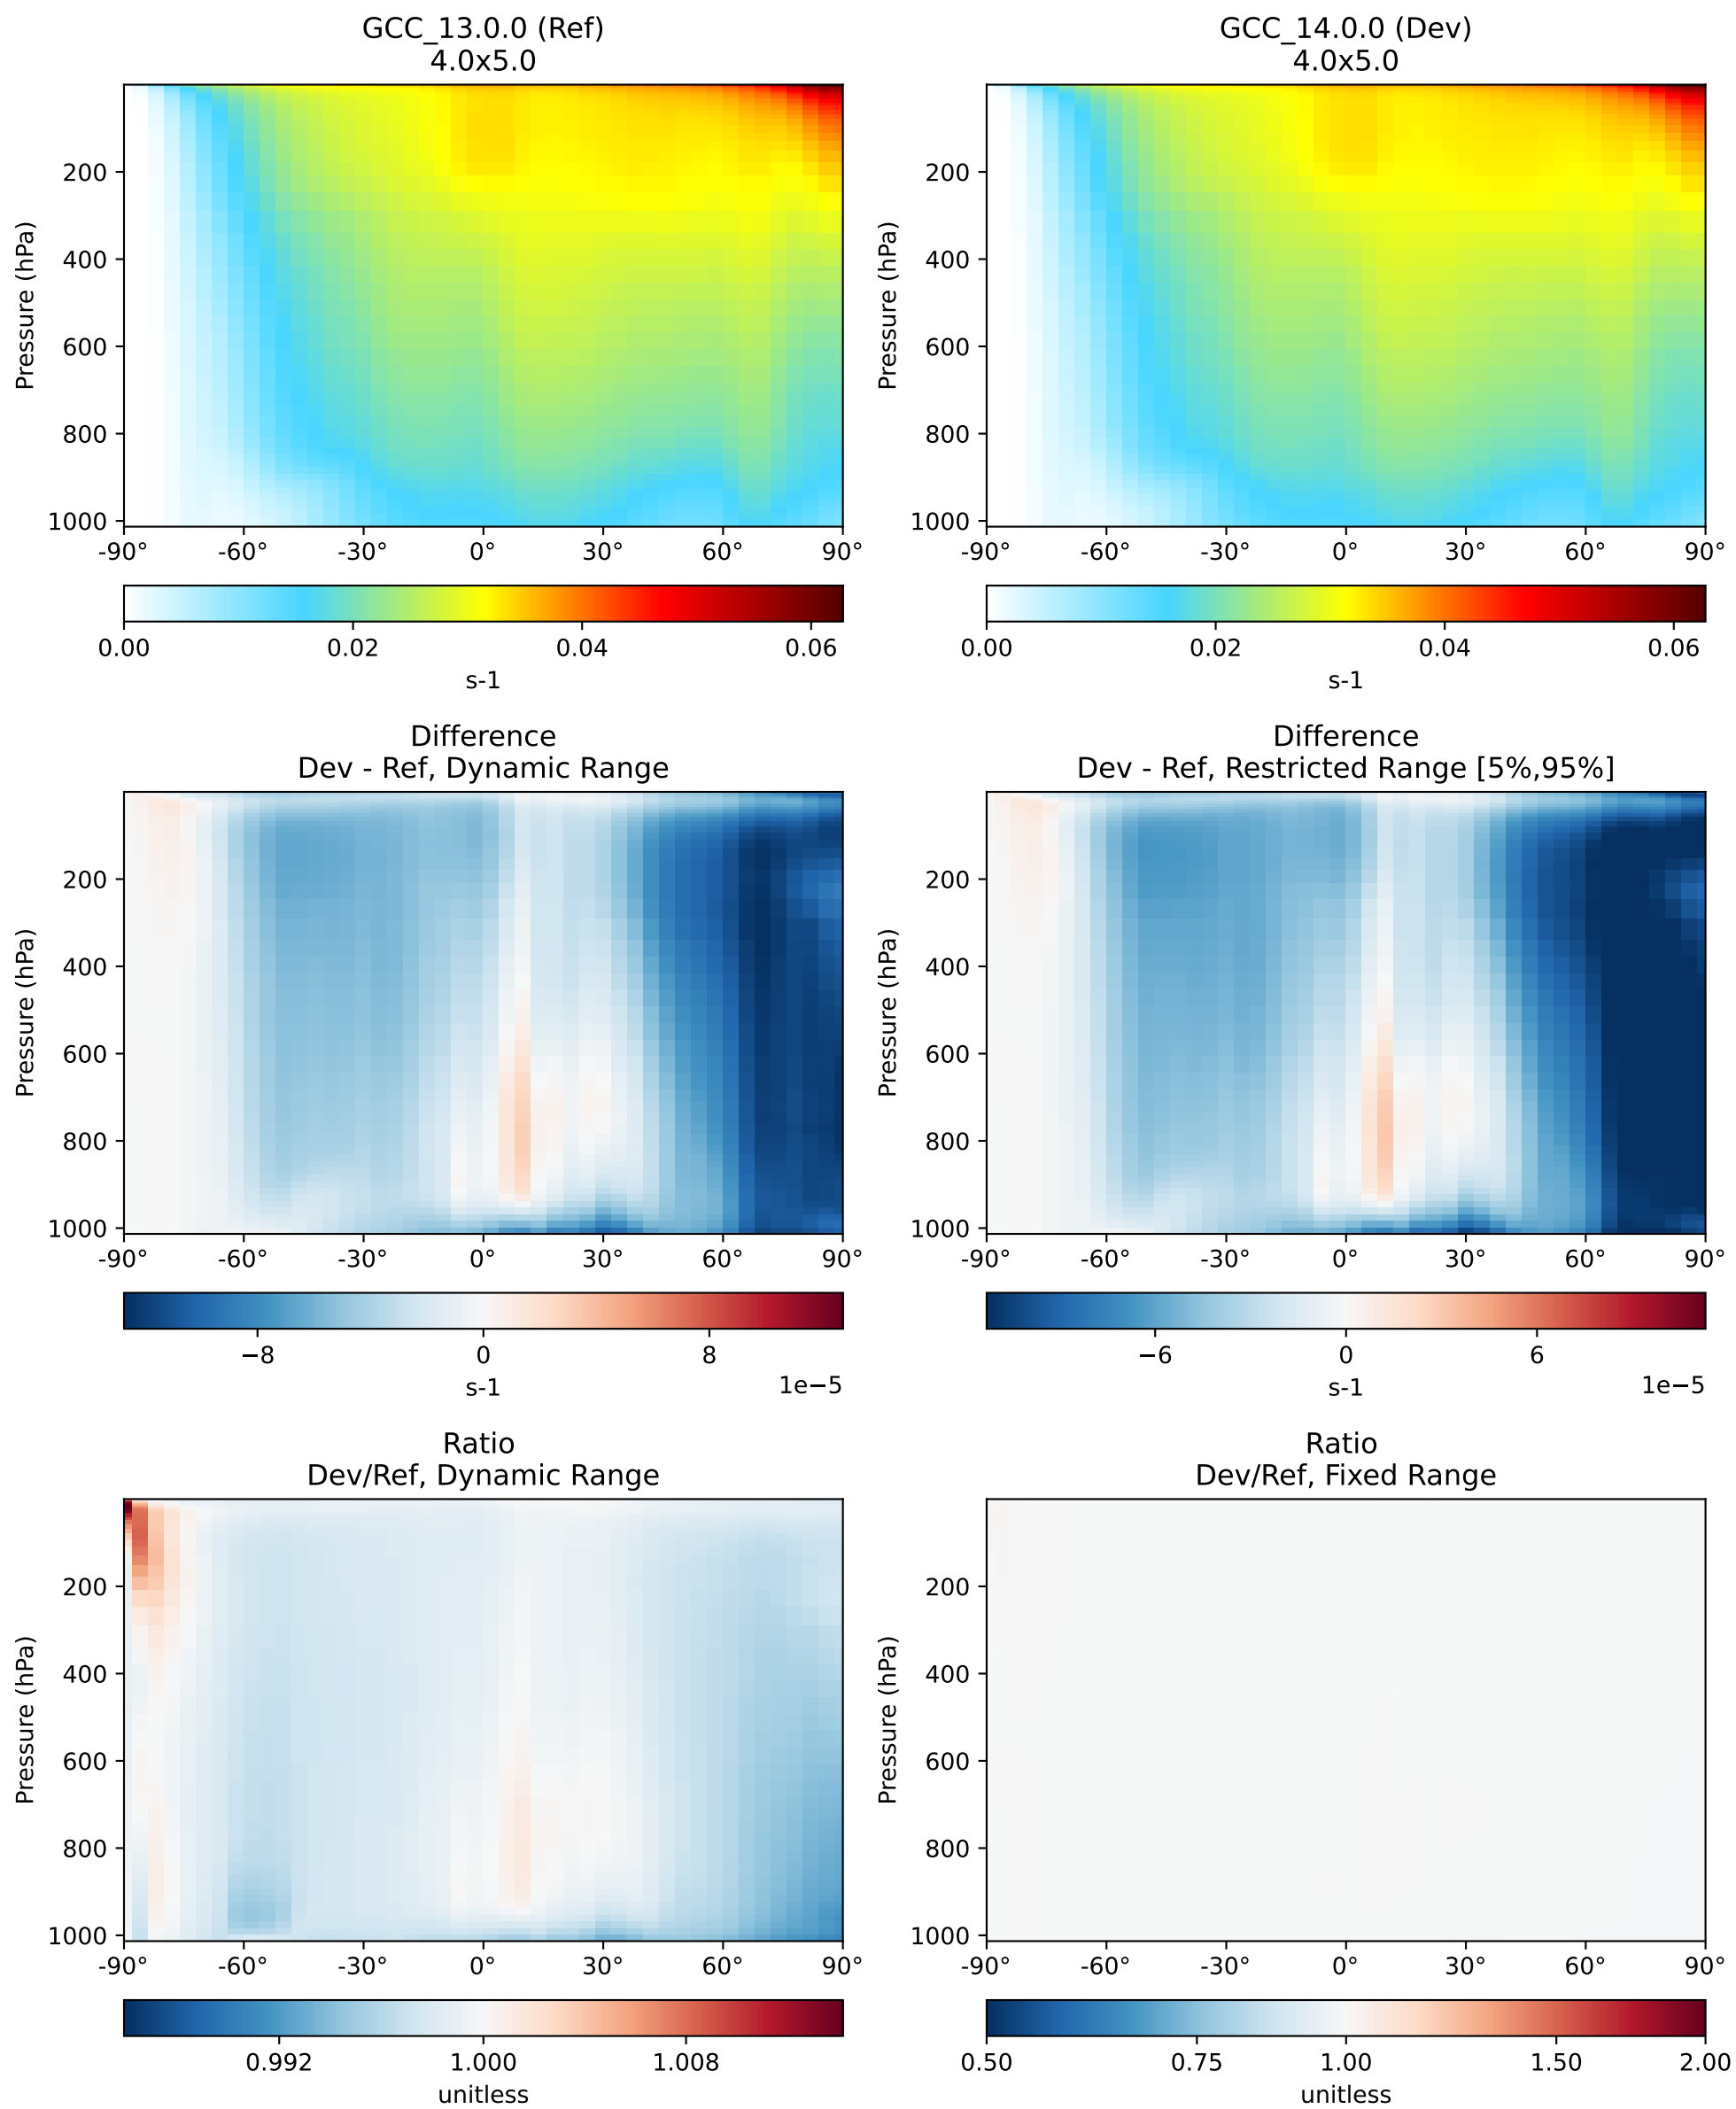 GCC_13.0.0 (Ref)
4.0x5.0
Pressure (hPa)
200
400
600
800
1000
-90° -60° -30° 0° 30° 60° 90°
0.00 0.02 0.04 0.06
s-1
GCC_14.0.0 (Dev)
4.0x5.0
Pressure (hPa)
200
400
600
800
1000
-90° -60° -30° 0° 30° 60° 90°
0.00 0.02 0.04 0.06
s-1
Difference
Dev - Ref, Dynamic Range
Pressure (hPa)
200
400
600
800
1000
-90° -60° -30° 0° 30° 60° 90°
−8 0 8
s-1 1e−5
Difference
Dev - Ref, Restricted Range [5%,95%]
Pressure (hPa)
200
400
600
800
1000
-90° -60° -30° 0° 30° 60° 90°
−6 0 6
s-1 1e−5
Ratio
Dev/Ref, Dynamic Range
Pressure (hPa)
200
400
600
800
1000
-90° -60° -30° 0° 30° 60° 90°
0.992 1.000 1.008
unitless
Ratio
Dev/Ref, Fixed Range
Pressure (hPa)
200
400
600
800
1000
-90° -60° -30° 0° 30° 60° 90°
0.50 0.75 1.00 1.50 2.00
unitless